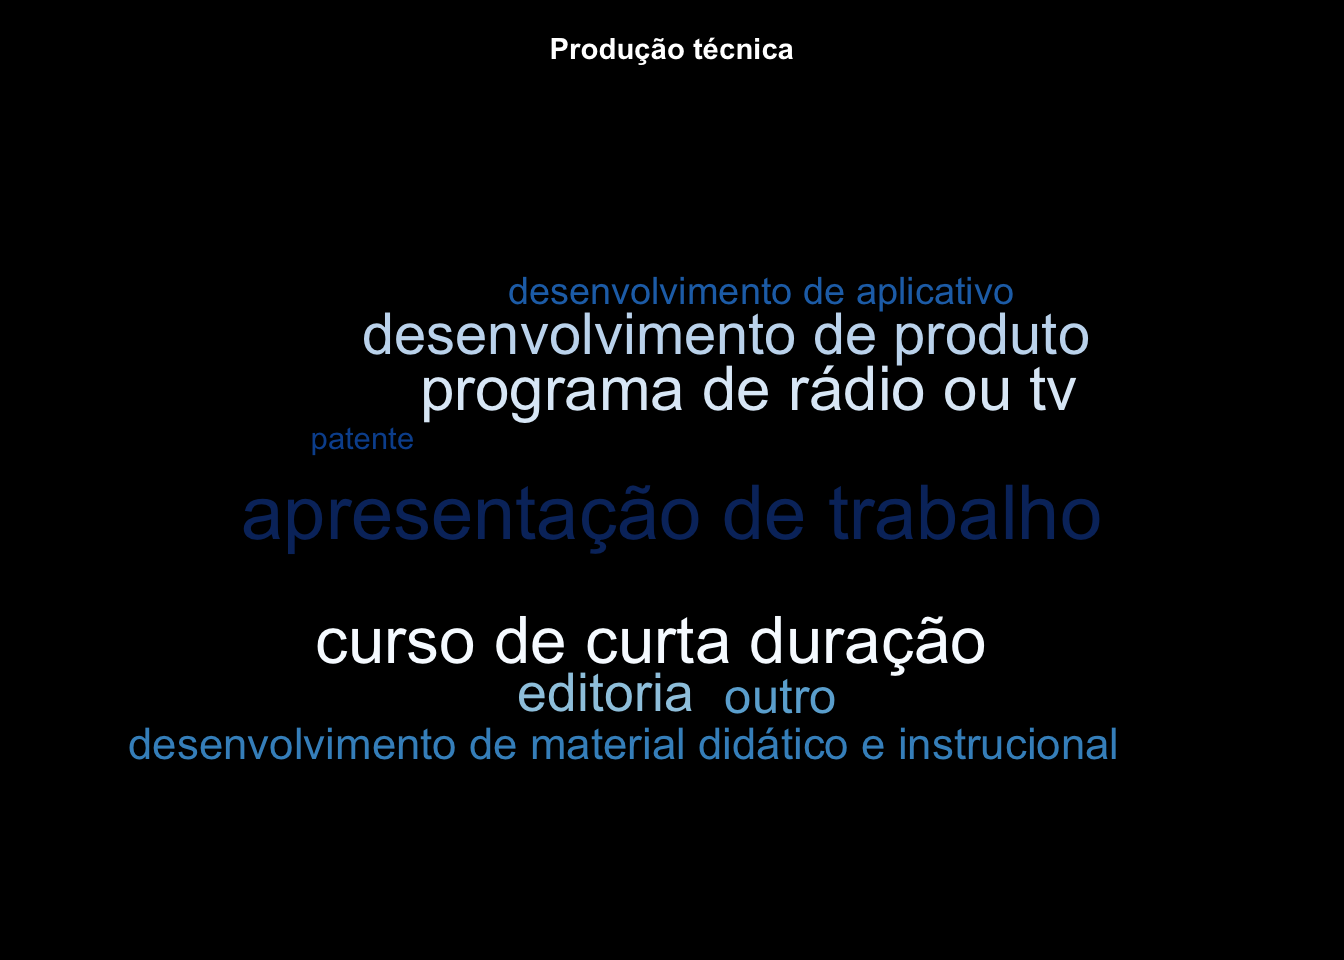 Produção técnica
desenvolvimento de aplicativo
desenvolvimento de produto
programa de rádio ou tv
patente
apresentação de trabalho
curso de curta duração
editoria outro
desenvolvimento de material didático e instrucional